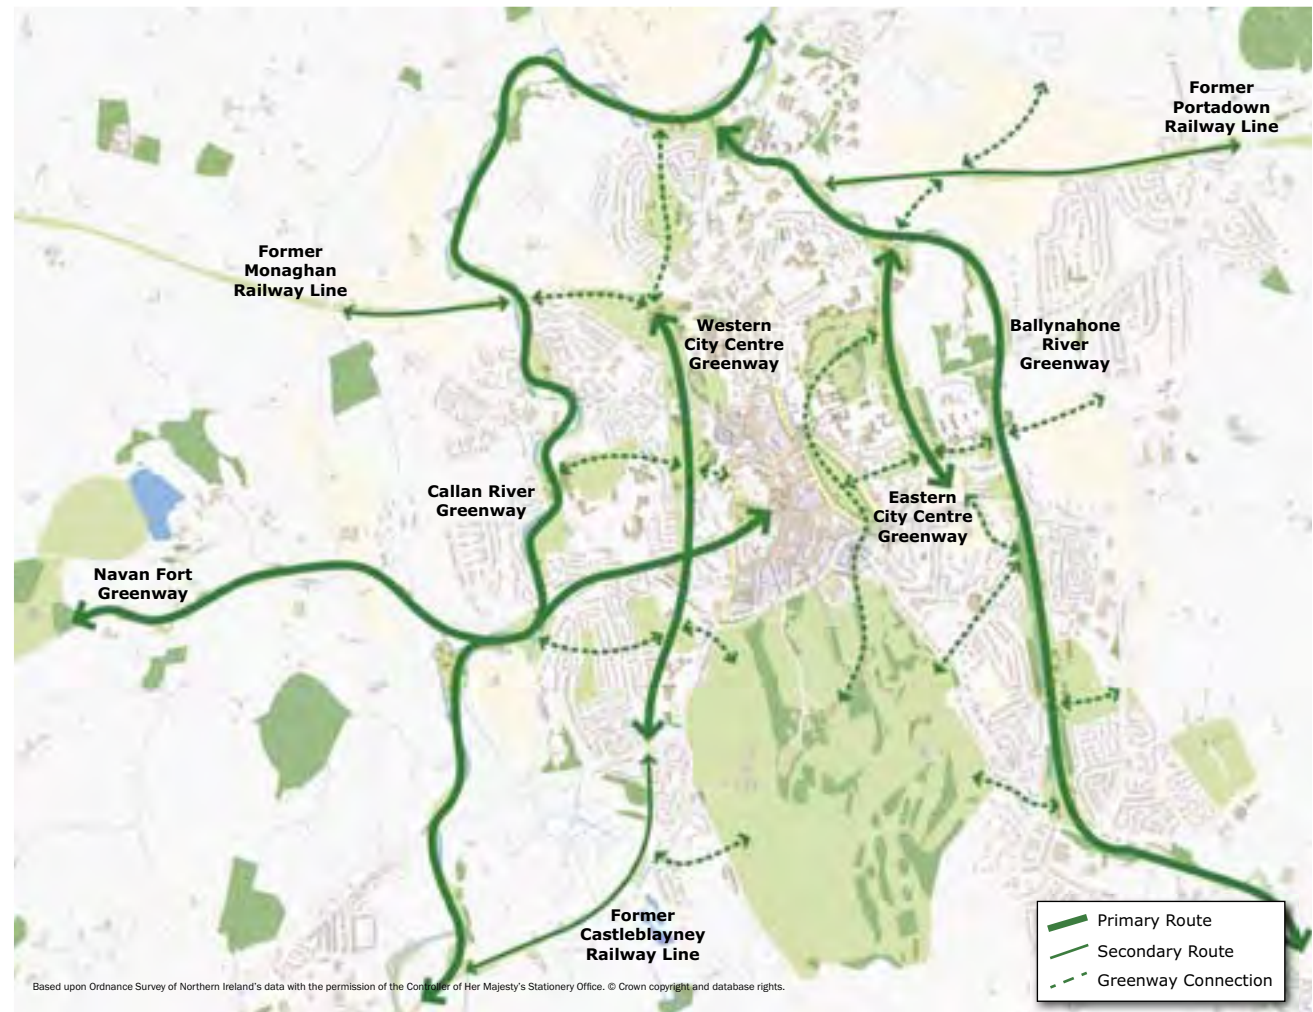 Former
Portadown
Railway Line
Former
Monaghan
Railway Line
Western
City Centre
Greenway
Ballynahone
River
Greenway
Callan River
Greenway
Eastern
City Centre
Greenway
Navan Fort
Greenway
Former
Castleblayney
Railway Line
Primary Route
Secondary Route
Greenway Connection
Based upon Ordnance Survey of Northern Ireland's data with the permission of the Controller of Her Majesty's Stationery Office. © Crown copyright and database rights.